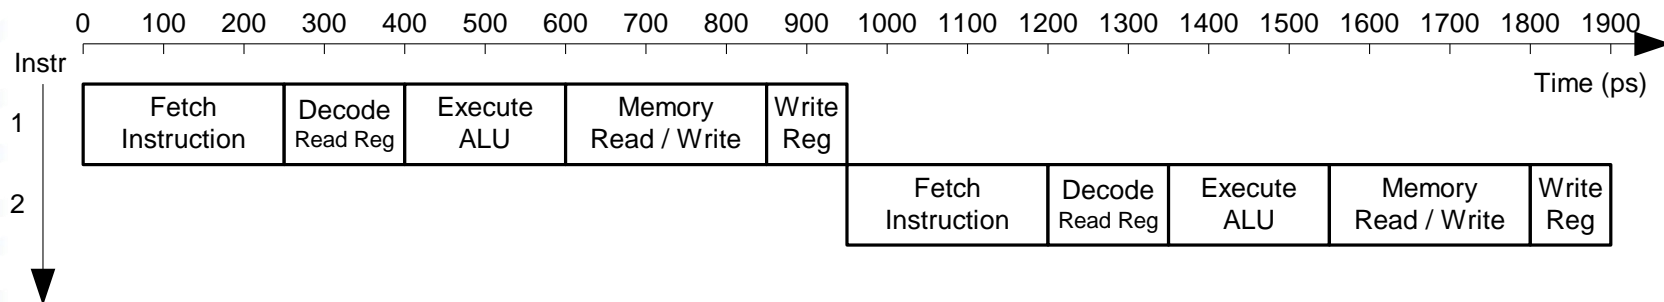 0 100 200 300 400 500 600 700 800 900 1000 1100 1200 1300 1400 1500 1600 1700 1800 1900
Instr
Time (ps)
1
Fetch
Instruction
Decode
Read Reg
Execute
ALU
Memory
Read / Write
Write
Reg
2
Fetch
Instruction
Decode
Read Reg
Execute
ALU
Memory
Read / Write
Write
Reg